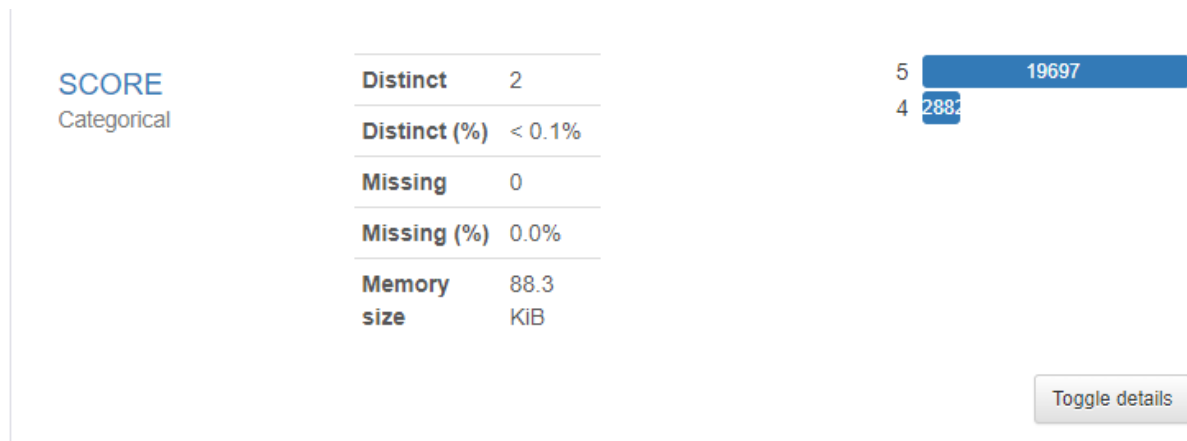 SCORE
Categorical
Distinct 2
Distinct (%) < 0.1%
Missing 0
Missing (%) 0.0%
Memory size 88.3 KiB
5 19697
4 2882
Toggle details